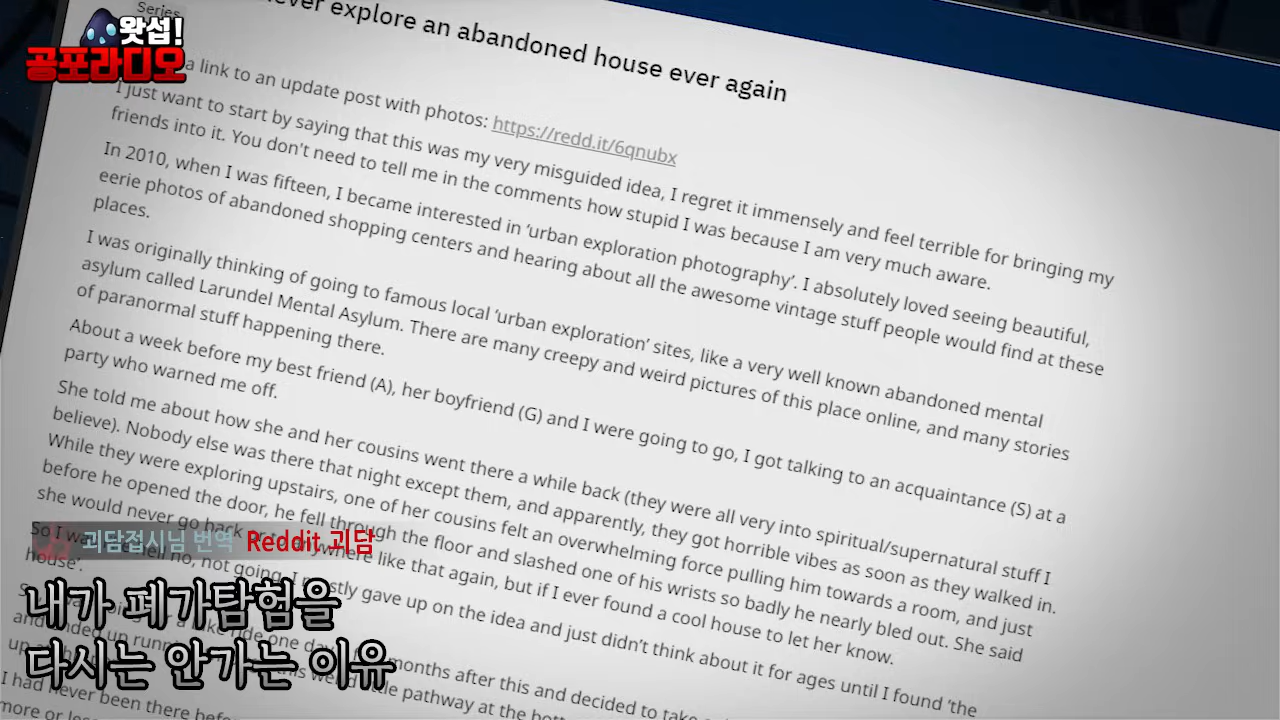 Series
왓섭!
공포라디오
never explore an abandoned house ever again
a link to an update post with photos: https://redd.it/6qnubx
I just want to start by saying that this was my very misguided idea, I regret it immensely and feel terrible for bringing my
friends into it. You don't need to tell me in the comments how stupid I was because I am very much aware.
In 2010, when I was fifteen, I became interested in 'urban exploration photography'. I absolutely loved seeing beautiful,
eerie photos of abandoned shopping centers and hearing about all the awesome vintage stuff people would find at these
places.
I was originally thinking of going to famous local 'urban exploration' sites, like a very well known abandoned mental
asylum called Larundel Mental Asylum. There are many creepy and weird pictures of this place online, and many stories
of paranormal stuff happening there.
About a week before my best friend (A), her boyfriend (G) and I were going to go, I got talking to an acquaintance (S) at a
party who warned me off.
She told me about how she and her cousins went there a while back (they were all very into spiritual/supernatural stuff I
believe). Nobody else was there that night except them, and apparently, they got horrible vibes as soon as they walked in.
While they were exploring upstairs, one of her cousins felt an overwhelming force pulling him towards a room, and just
before he opened the door, he fell through the floor and slashed one of his wrists so badly he nearly bled out. She said
she would never go back anywhere like that again, but if I ever found a cool house to let her know.
So I was no, not going. I mostly gave up on the idea and just didn't think about it for ages until I found 'the
house'.
ride one day months after this and decided to take
and ended up this little pathway at the
I had never been there
more or
괴담접시님 번역 Reddit 괴담
내가 폐가탐험을
다시는 안가는 이유